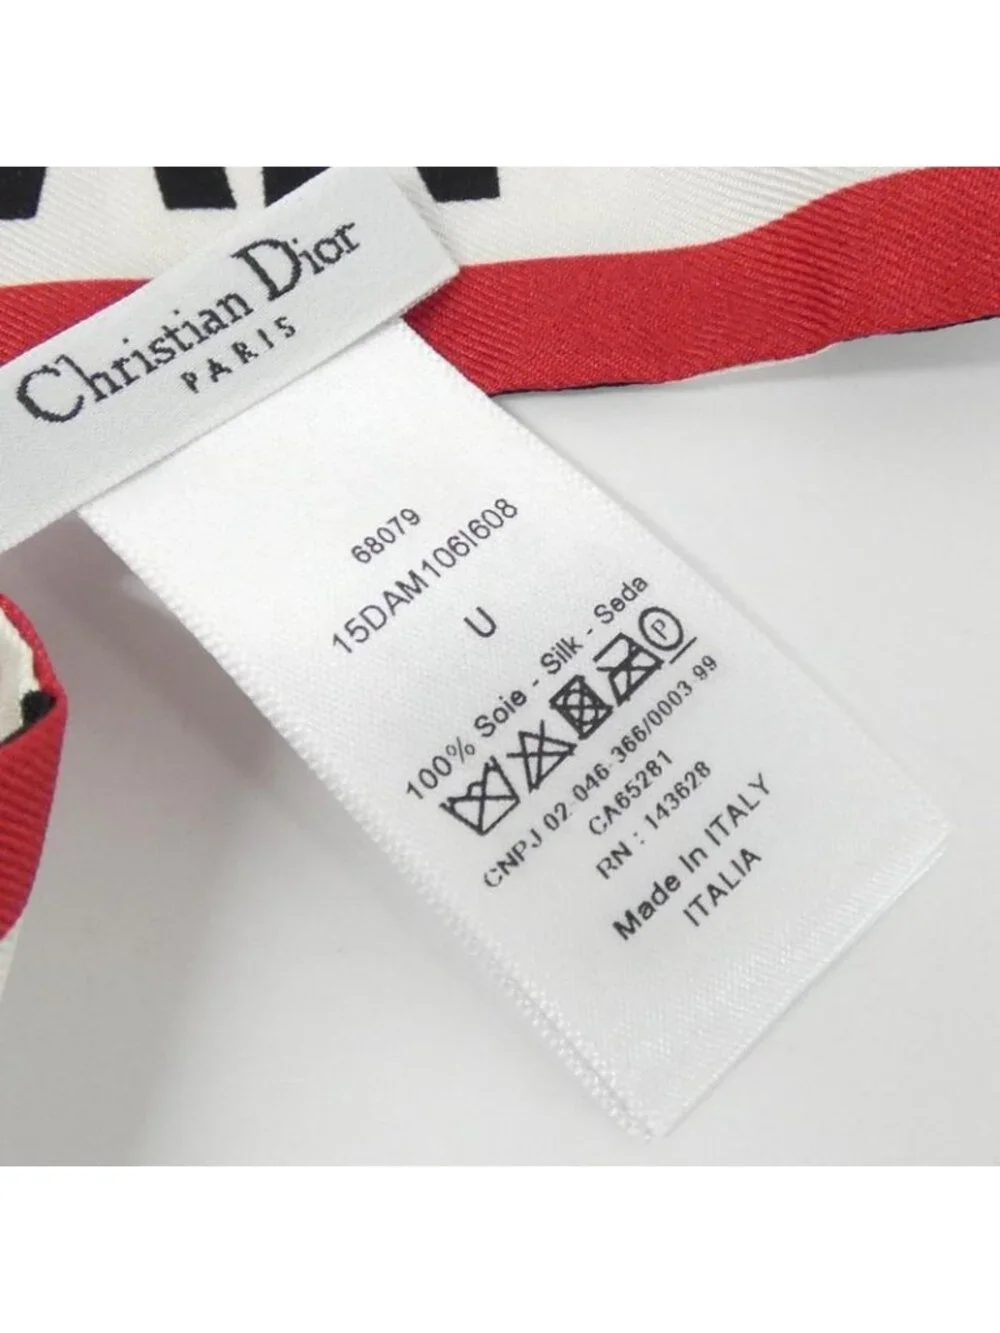 Christian Dior
PARIS
68079
15DAM106I608
U
100% Soie - Silk - Seda
P
CNPJ 02-046-366/0003-99
CA65281
RN : 143628
Made In ITALY
ITALIA